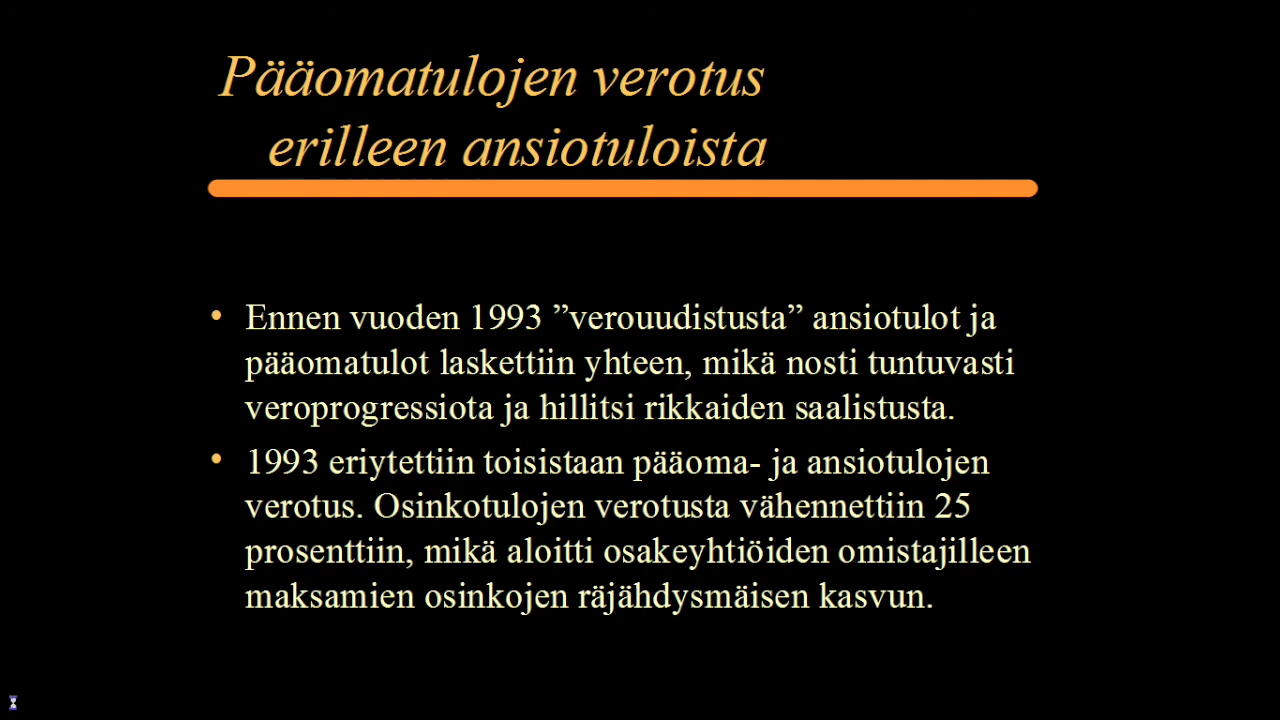 Pääomatulojen verotus
erilleen ansiotuloista
• Ennen vuoden 1993 ”verouudistusta” ansiotulot ja
pääomatulot laskettiin yhteen, mikä nosti tuntuvasti
veroprogressiota ja hillitsi rikkaiden saalistusta.
• 1993 eriytettiin toisistaan pääoma- ja ansiotulojen
verotus. Osinkotulojen verotusta vähennettiin 25
prosenttiin, mikä aloitti osakeyhtiöiden omistajilleen
maksamien osinkojen räjähdysmäisen kasvun.